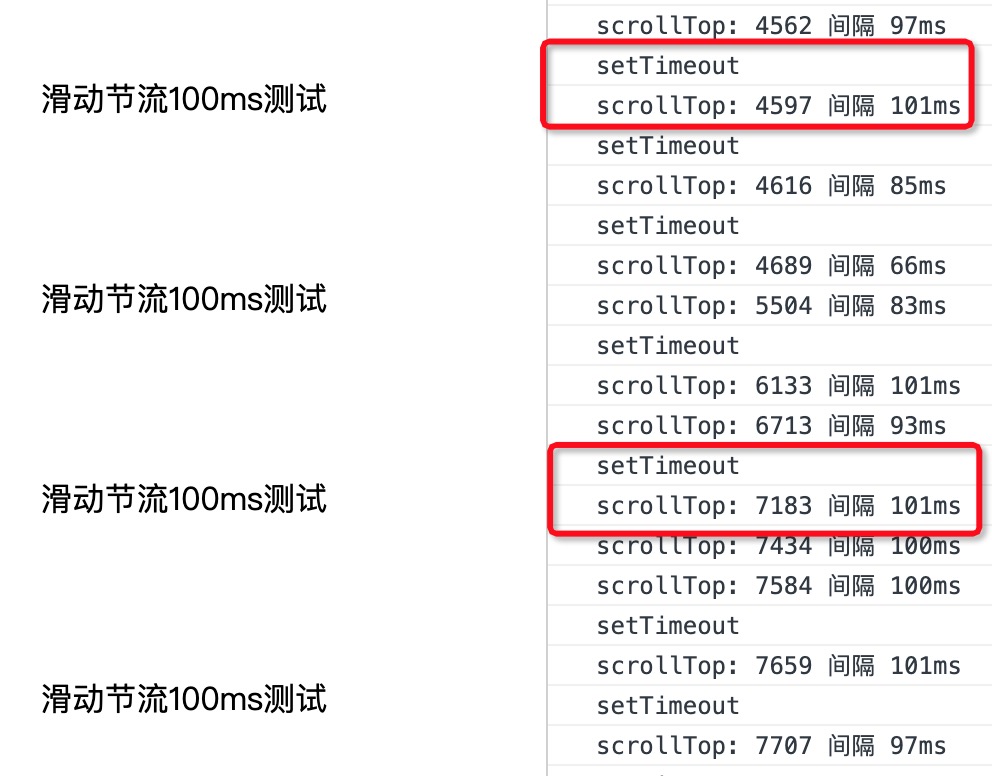 滑动节流100ms测试
滑动节流100ms测试
滑动节流100ms测试
滑动节流100ms测试
scrollTop: 4562 间隔 97ms
setTimeout
scrollTop: 4597 间隔 101ms
setTimeout
scrollTop: 4616 间隔 85ms
setTimeout
scrollTop: 4689 间隔 66ms
scrollTop: 5504 间隔 83ms
setTimeout
scrollTop: 6133 间隔 101ms
scrollTop: 6713 间隔 93ms
setTimeout
scrollTop: 7183 间隔 101ms
scrollTop: 7434 间隔 100ms
scrollTop: 7584 间隔 100ms
setTimeout
scrollTop: 7659 间隔 101ms
setTimeout
scrollTop: 7707 间隔 97ms